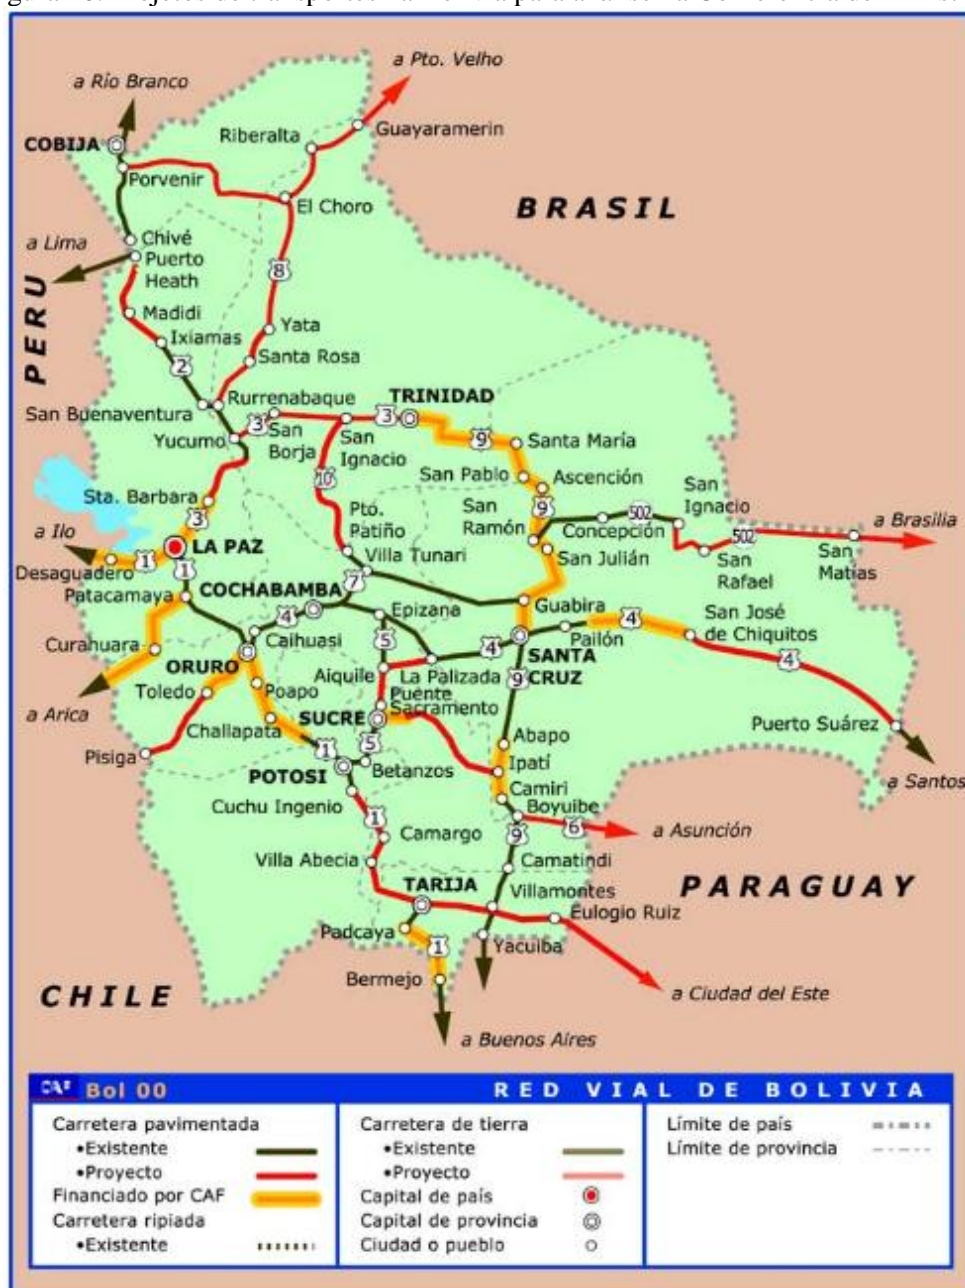 a Pto. Velho
a Río Branco
Riberalta
Guayaramerin
COBIJA
Porvenir
El Choro
BRASIL
Chivé
a Lima
Puerto
Heath
8
PERU
Madidi
Yata
Ixiamas
Santa Rosa
2
Rurrenabaque
TRINIDAD
San Buenaventura
3
3
Yucumo
San
Borja
San
Ignacio
9
Santa María
San Pablo
Ascención
10
Sta. Barbara
3
Ptó.
Patiño
San
Ramón
9
San
Ignacio
502
Concepción
a Ilo
LA PAZ
a Brasilia
502
1
1
Villa Tunari
San Julián
San
Rafael
San
Matias
Desaguadero
Patacamaya
COCHABAMBA
7
Guabira
4
Epizana
San José
de Chiquitos
4
Curahuara
Caihuasi
5
Pailón
ORURO
4
SANTA
CRUZ
Aiquile
La Palizada
9
4
Toledo
Poapo
Puente
Sacramento
a Arica
Challapata
SUCRE
Puerto Suárez
Pisiga
1
5
Abapo
POTOSI
Betanzos
Ipatí
a Santos
Cuchu Ingenio
Camiri
Boyuibe
1
9
6
a Asunción
Camargo
Villa Abecia
Camatindi
TARIJA
Villamontes
PARAGUAY
Eulogio Ruiz
Padcaya
1
Yacuiba
Bermejo
a Ciudad del Este
CHILE
a Buenos Aires
CAF Bol 00
RED VIAL DE BOLIVIA
Carretera pavimentada
•Existente
•Proyecto
Financiado por CAF
Carretera ripiada
•Existente
Carretera de tierra
•Existente
•Proyecto
Capital de país
Capital de provincia
Ciudad o pueblo
Límite de país
Límite de provincia